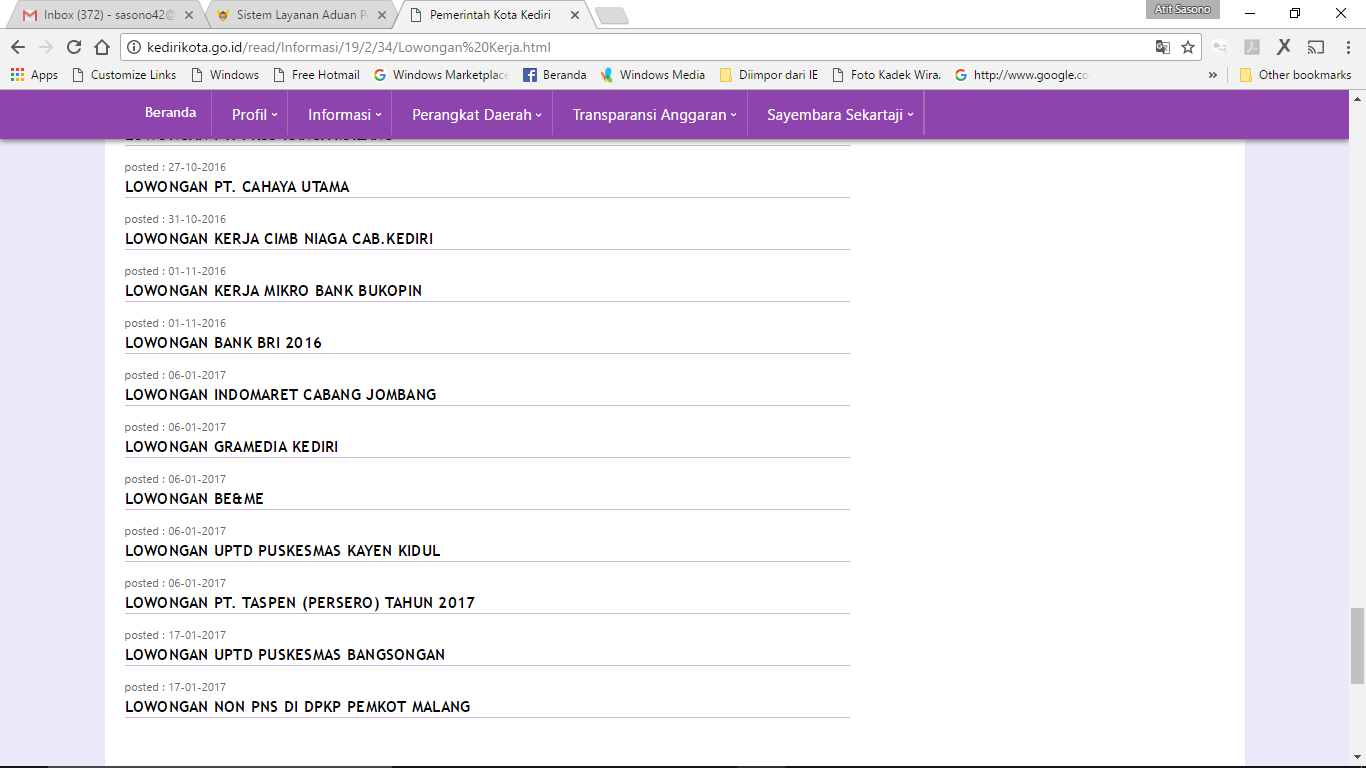 Atit Sasono
Inbox (372) - sasono42@
Sistem Layanan Aduan Pe
Pemerintah Kota Kediri
kedirikota.go.id/read/Informasi/19/2/34/Lowongan%20Kerja.html
Apps
Customize Links
Windows
Free Hotmail
Windows Marketplace
Beranda
Windows Media
Diimpor dari IE
Foto Kadek Wira.
http://www.google.co
»
Other bookmarks
Beranda
Profil
Informasi
Perangkat Daerah
Transparansi Anggaran
Sayembara Sekartaji
posted : 27-10-2016
LOWONGAN PT. CAHAYA UTAMA
posted : 31-10-2016
LOWONGAN KERJA CIMB NIAGA CAB.KEDIRI
posted : 01-11-2016
LOWONGAN KERJA MIKRO BANK BUKOPIN
posted : 01-11-2016
LOWONGAN BANK BRI 2016
posted : 06-01-2017
LOWONGAN INDOMARET CABANG JOMBANG
posted : 06-01-2017
LOWONGAN GRAMEDIA KEDIRI
posted : 06-01-2017
LOWONGAN BE&ME
posted : 06-01-2017
LOWONGAN UPTD PUSKESMAS KAYEN KIDUL
posted : 06-01-2017
LOWONGAN PT. TASPEN (PERSERO) TAHUN 2017
posted : 17-01-2017
LOWONGAN UPTD PUSKESMAS BANGSONGAN
posted : 17-01-2017
LOWONGAN NON PNS DI DPKP PEMKOT MALANG